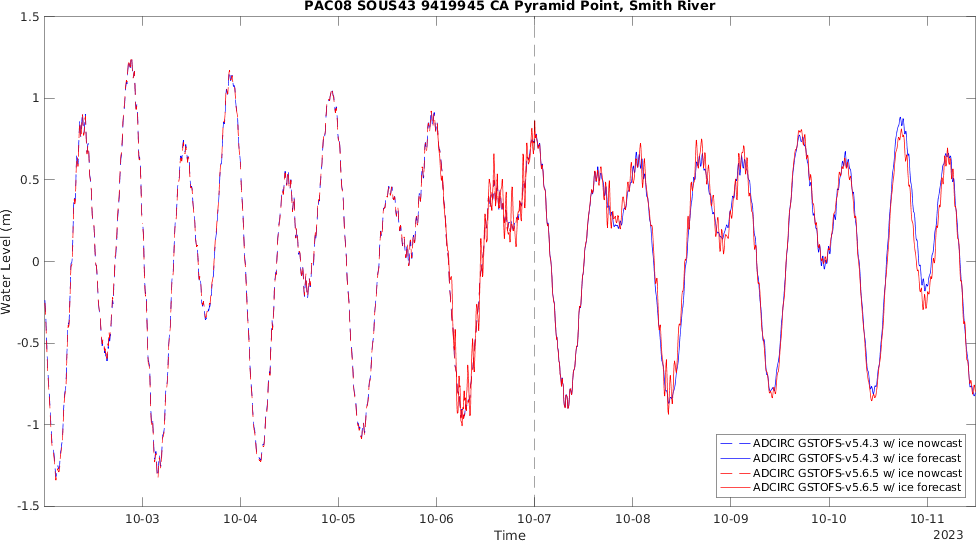 PAC08 SOUS43 9419945 CA Pyramid Point, Smith River
1.5
1
0.5
0
-0.5
-1
-1.5
Water Level (m)
10-03
10-04
10-05
10-06
10-07
10-08
10-09
10-10
10-11
2023
Time
ADCIRC GSTOFS-v5.4.3 w/ ice nowcast
ADCIRC GSTOFS-v5.4.3 w/ ice forecast
ADCIRC GSTOFS-v5.6.5 w/ ice nowcast
ADCIRC GSTOFS-v5.6.5 w/ ice forecast